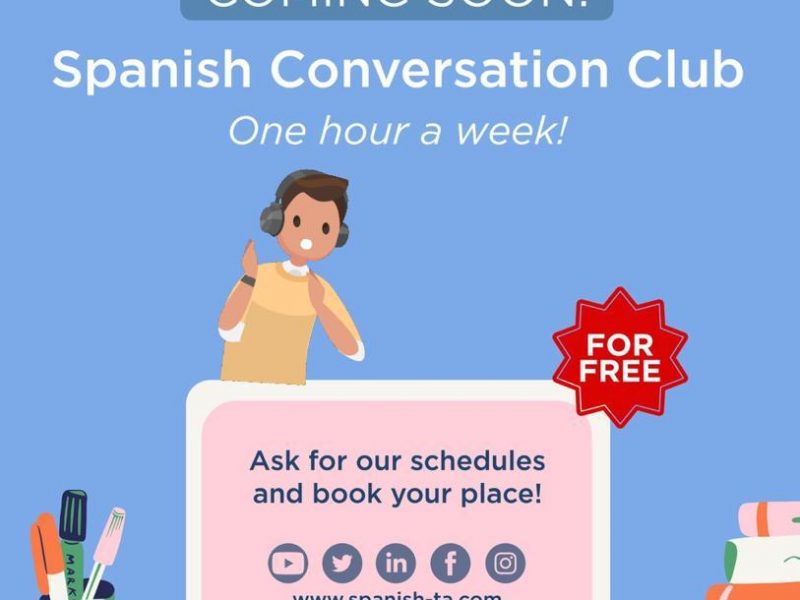 COMING SOON!
Spanish Conversation Club
One hour a week!
FOR
FREE
Ask for our schedules
and book your place!
MARK
in
f
www.spanish-ta.com